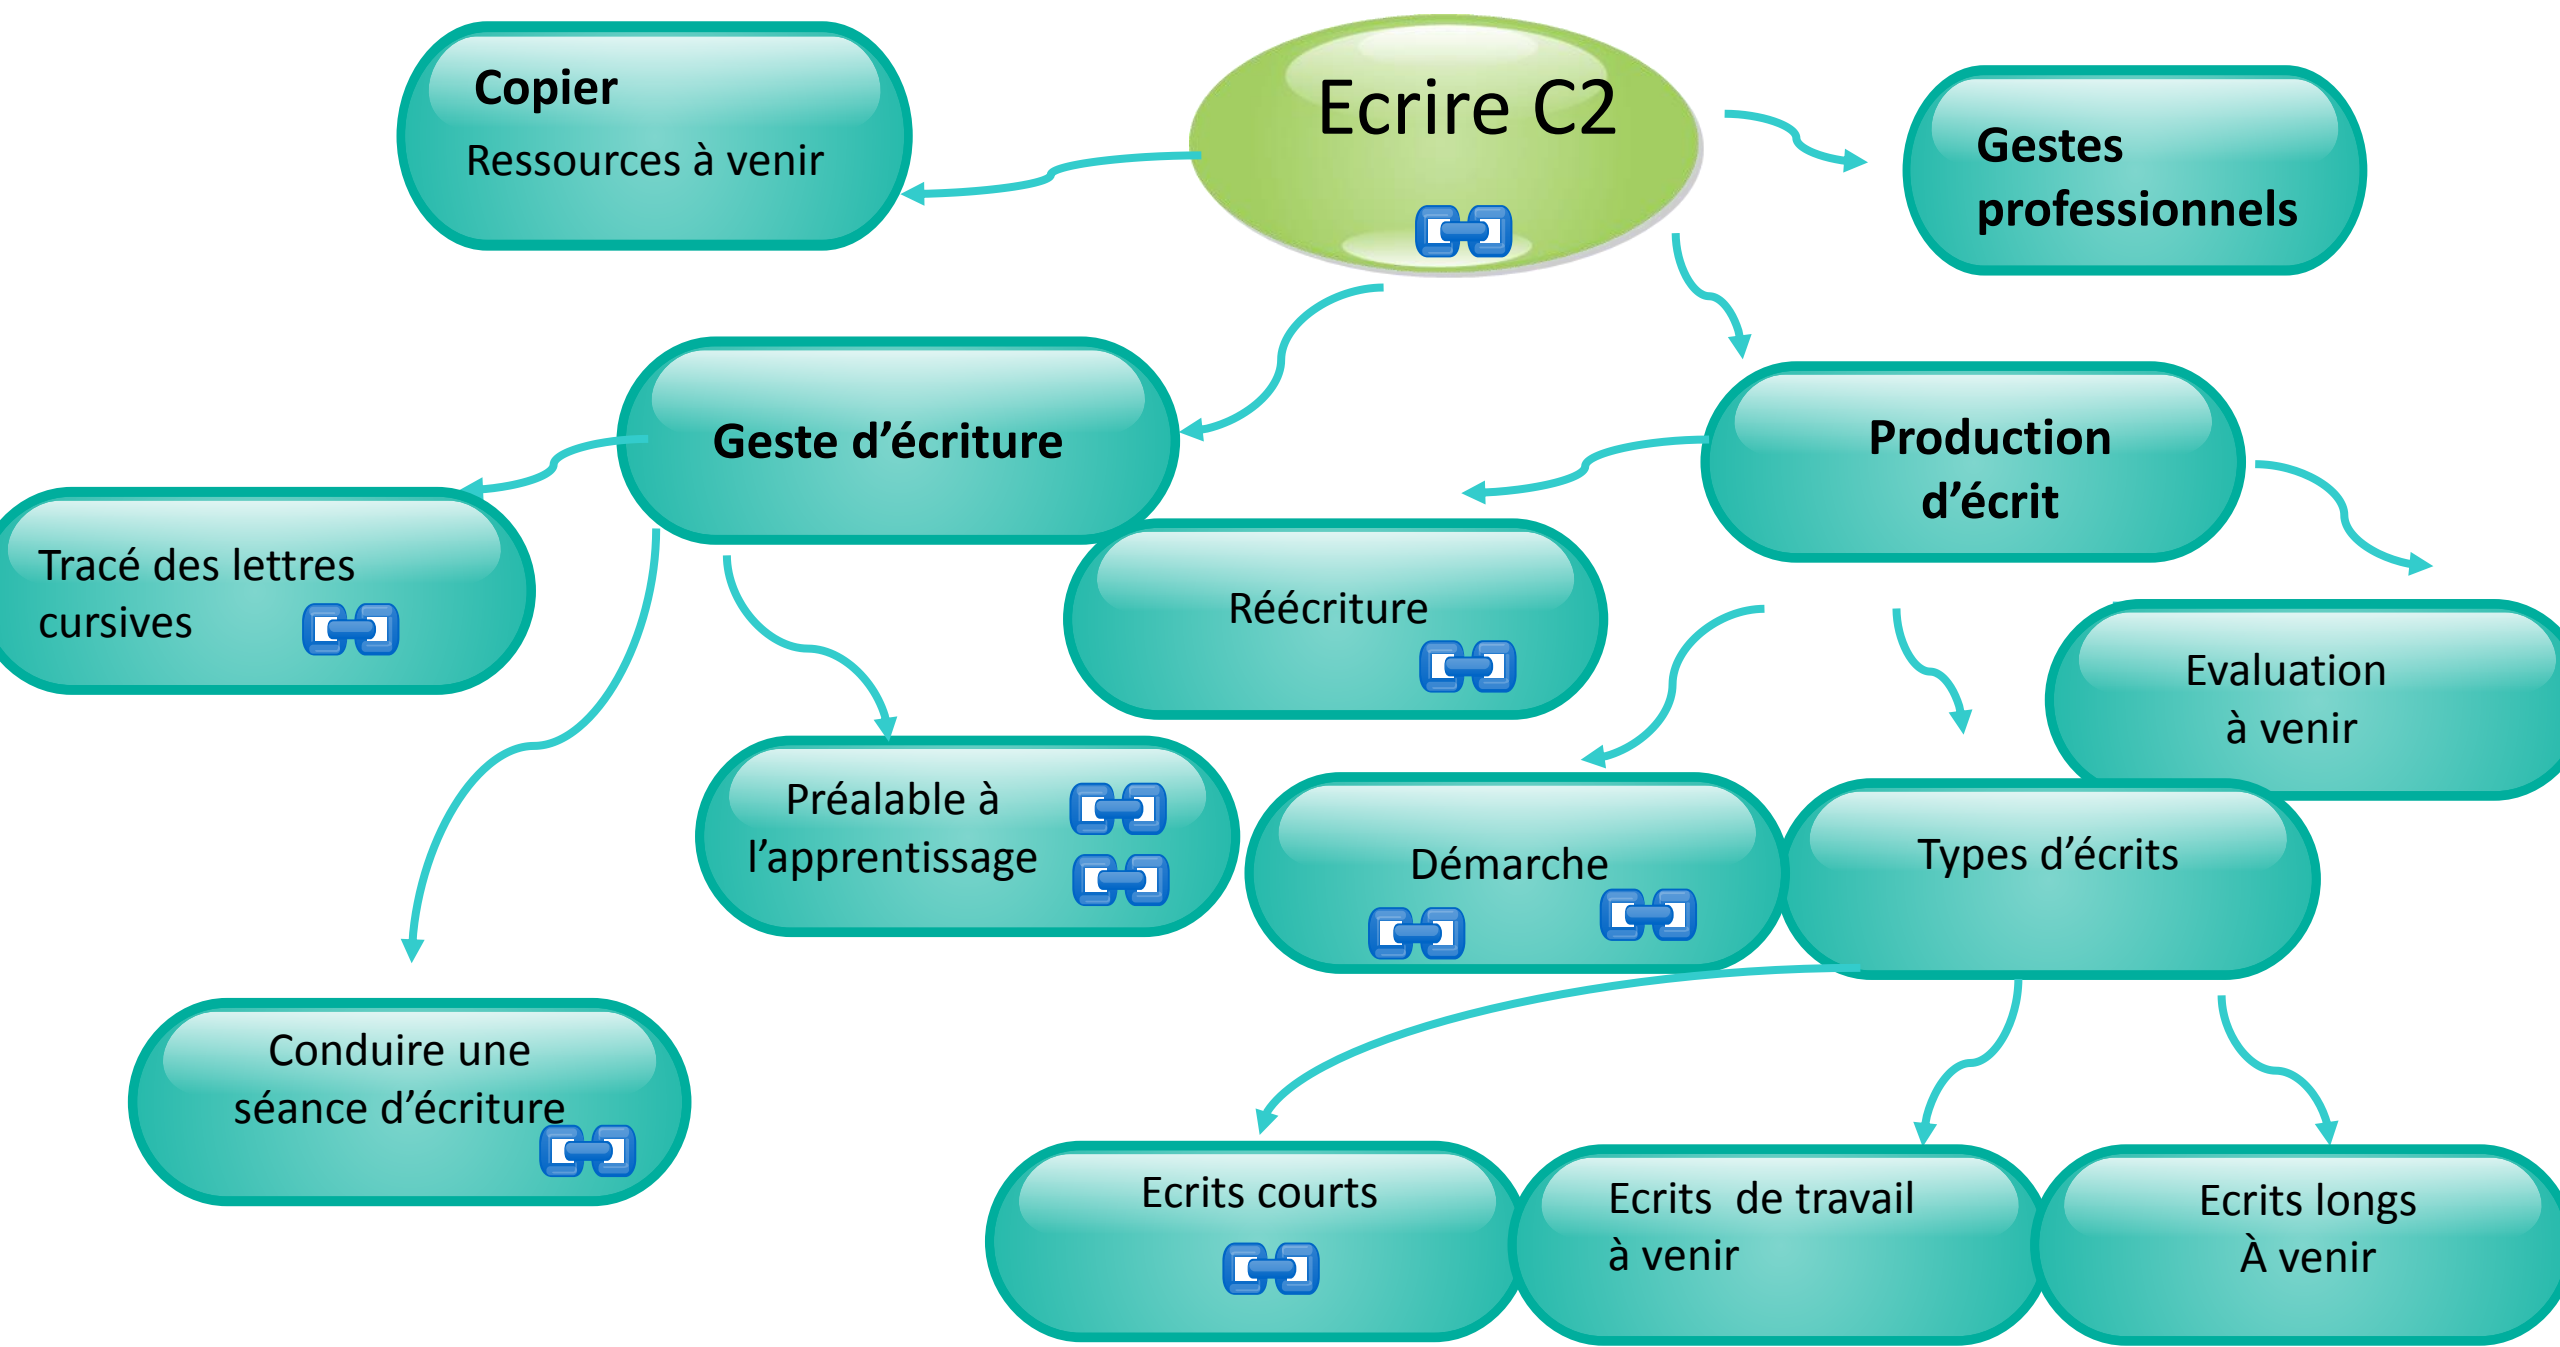 Copier
Ressources à venir
Ecrire C2
Gestes
professionnels
Geste d’écriture
Production
d’écrit
Tracé des lettres
cursives
Réécriture
Evaluation
à venir
Préalable à
l’apprentissage
Démarche
Types d’écrits
Conduire une
séance d’écriture
Ecrits courts
Ecrits  de travail
à venir
Ecrits longs
À venir